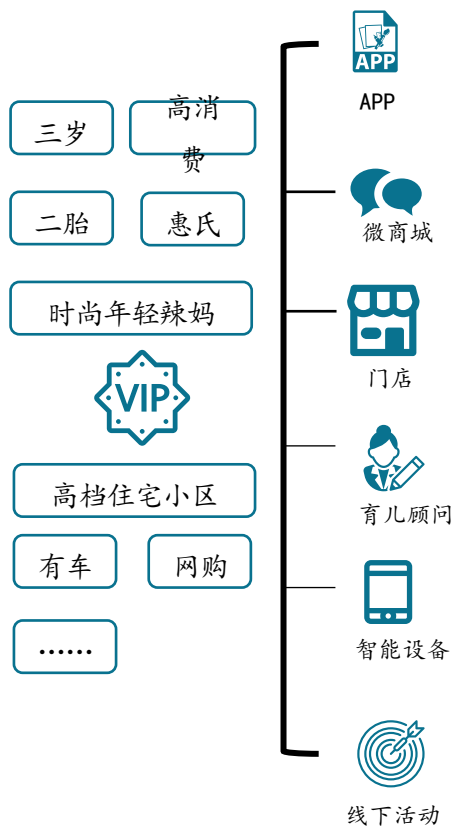 三岁
高消
费
二胎
惠氏
时尚年轻辣妈
VIP
高档住宅小区
有车
网购
……
APP
APP
微商城
门店
育儿顾问
智能设备
线下活动